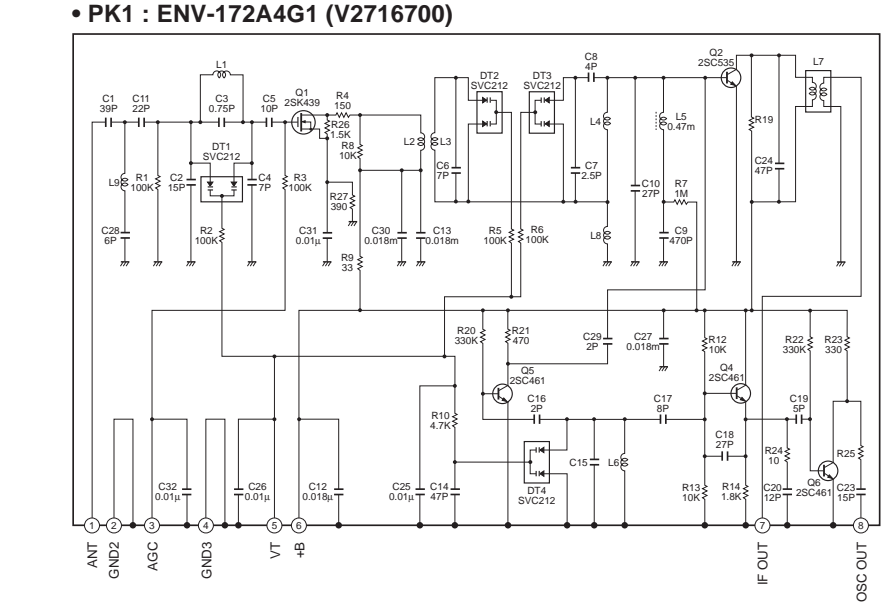 • PK1 : ENV-172A4G1 (V2716700)
L1
C1
39P
C11
22P
C3
0.75P
C5
10P
Q1
2SK439
R4
150
R26
1.5K
R8
10K
L2
L3
DT2
SVC212
DT3
SVC212
C8
4P
Q2
2SC535
L7
L4
L5
0.47m
R19
DT1
SVC212
L9
R1
100K
C2
15P
C4
7P
R3
100K
C6
7P
C7
2.5P
C10
27P
R7
1M
C24
47P
R27
390
C28
6P
R2
100K
C31
0.01µ
C30
0.018m
C13
0.018m
R5
100K
R6
100K
L8
C9
470P
R9
33
R20
330K
R21
470
C29
2P
C27
0.018m
R12
10K
R22
330K
R23
330
Q5
2SC461
Q4
2SC461
C16
2P
C17
8P
C19
5P
R10
4.7K
C18
27P
C15
L6
R24
10
R25
C32
0.01µ
C26
0.01µ
C12
0.018µ
C25
0.01µ
C14
47P
DT4
SVC212
R13
10K
R14
1.8K
C20
12P
Q6
2SC461
C23
15P
1
2
3
4
5
6
7
8
ANT
GND2
AGC
GND3
VT
+B
IF OUT
OSC OUT